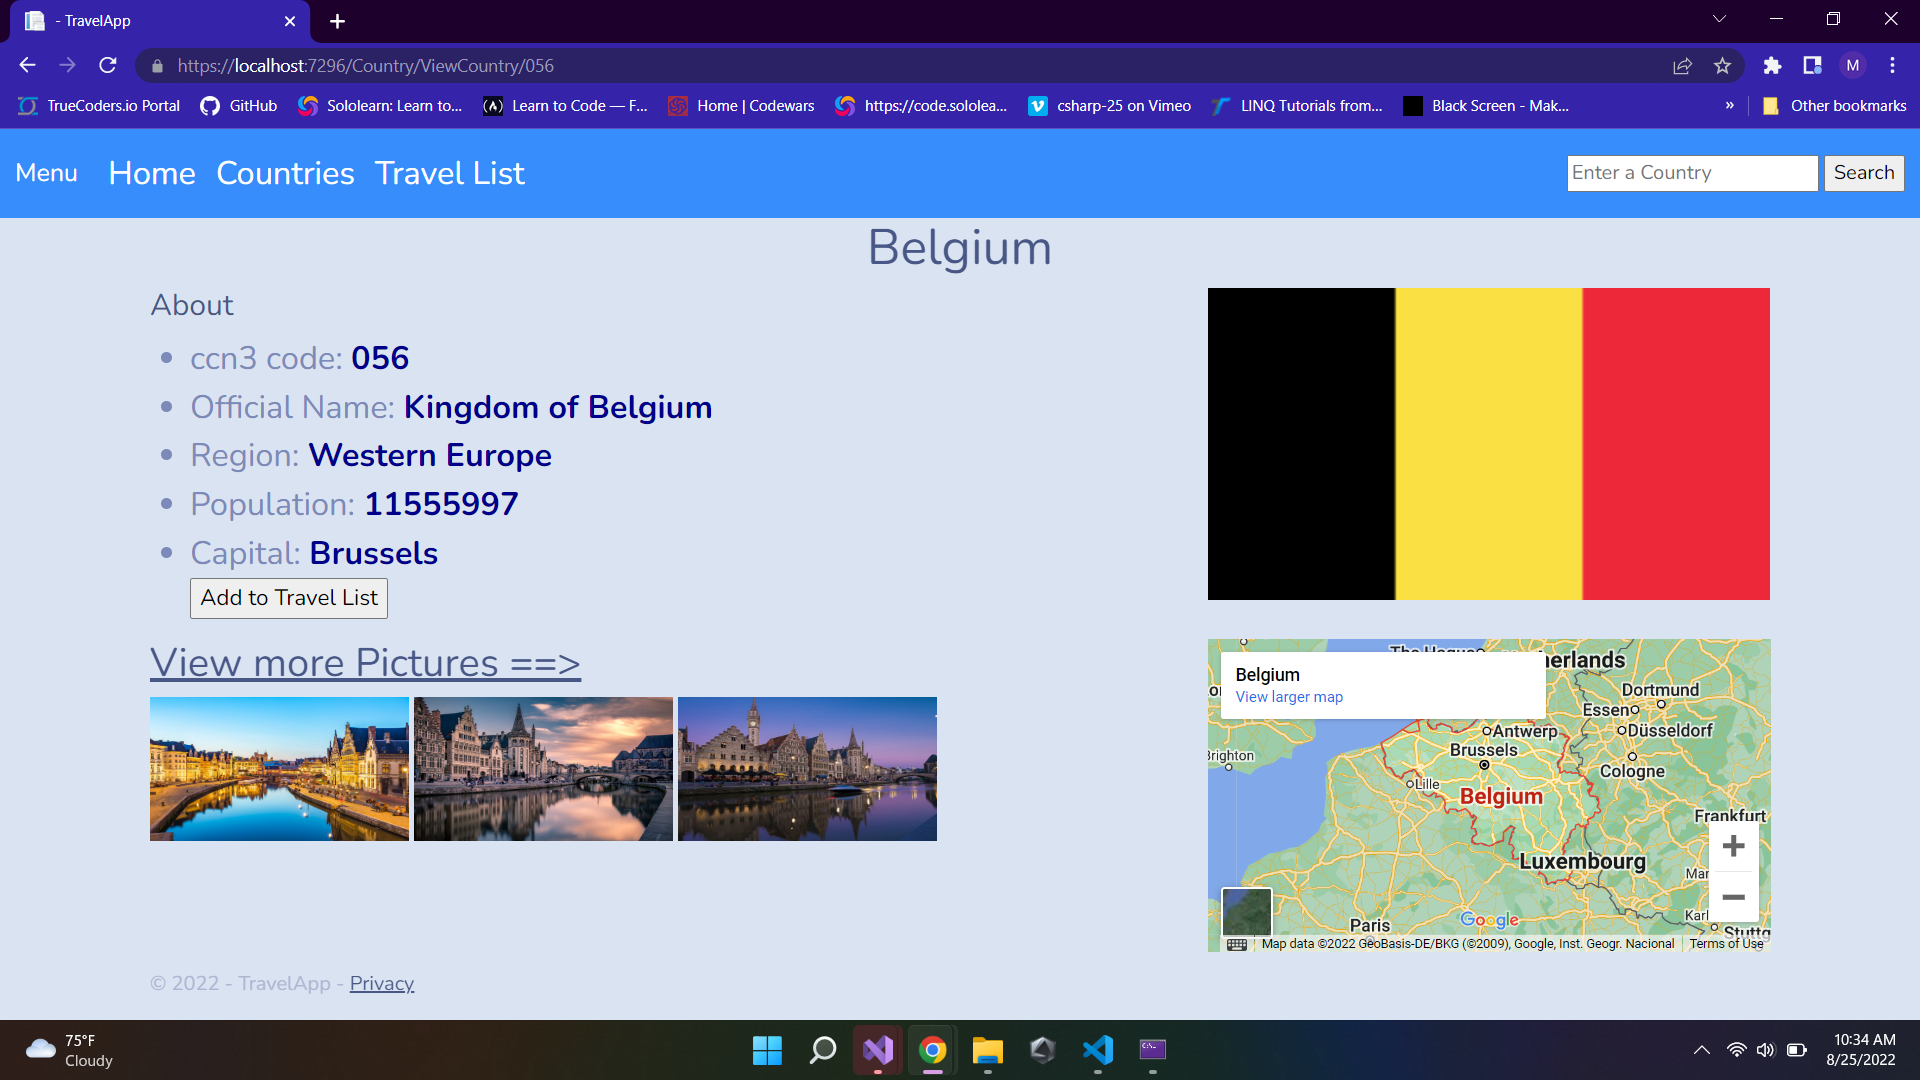 - TravelApp
https://localhost:7296/Country/ViewCountry/056
M
TrueCoders.io Portal
GitHub
Sololearn: Learn to...
Learn to Code — F...
Home | Codewars
https://code.sololea...
csharp-25 on Vimeo
LINQ Tutorials from...
Black Screen - Mak...
»
Other bookmarks
Menu
Home
Countries
Travel List
Enter a Country
Search
Belgium
About
ccn3 code: 056
Official Name: Kingdom of Belgium
Region: Western Europe
Population: 11555997
Capital: Brussels
Add to Travel List
View more Pictures ==>
Belgium
View larger map
herlands
Dortmund
Essen
Düsseldorf
Antwerp
Brussels
Brighton
Cologne
Lille
Belgium
Frankfurt
Luxembourg
Mar
Karl
Paris
Google
Stuttg
Map data ©2022 GeoBasis-DE/BKG (©2009), Google, Inst. Geogr. Nacional
Terms of Use
© 2022 - TravelApp - Privacy
75°F
Cloudy
10:34 AM
8/25/2022